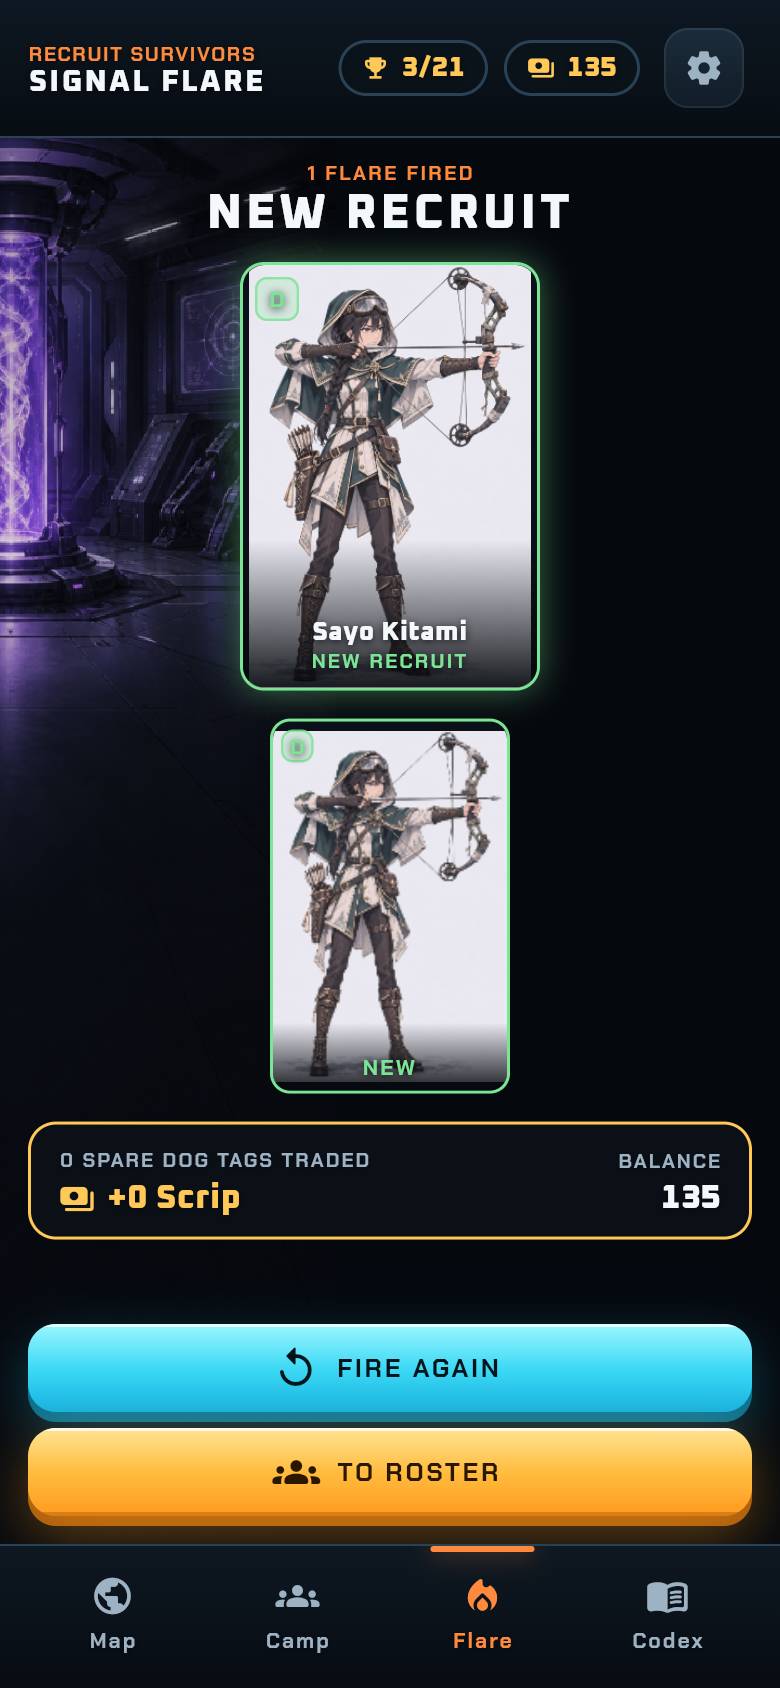 RECRUIT SURVIVORS
SIGNAL FLARE
3/21
135
1 FLARE FIRED
NEW RECRUIT
D
Sayo Kitami
NEW RECRUIT
D
NEW
0 SPARE DOG TAGS TRADED
+0 Scrip
BALANCE
135
FIRE AGAIN
TO ROSTER
Map
Camp
Flare
Codex